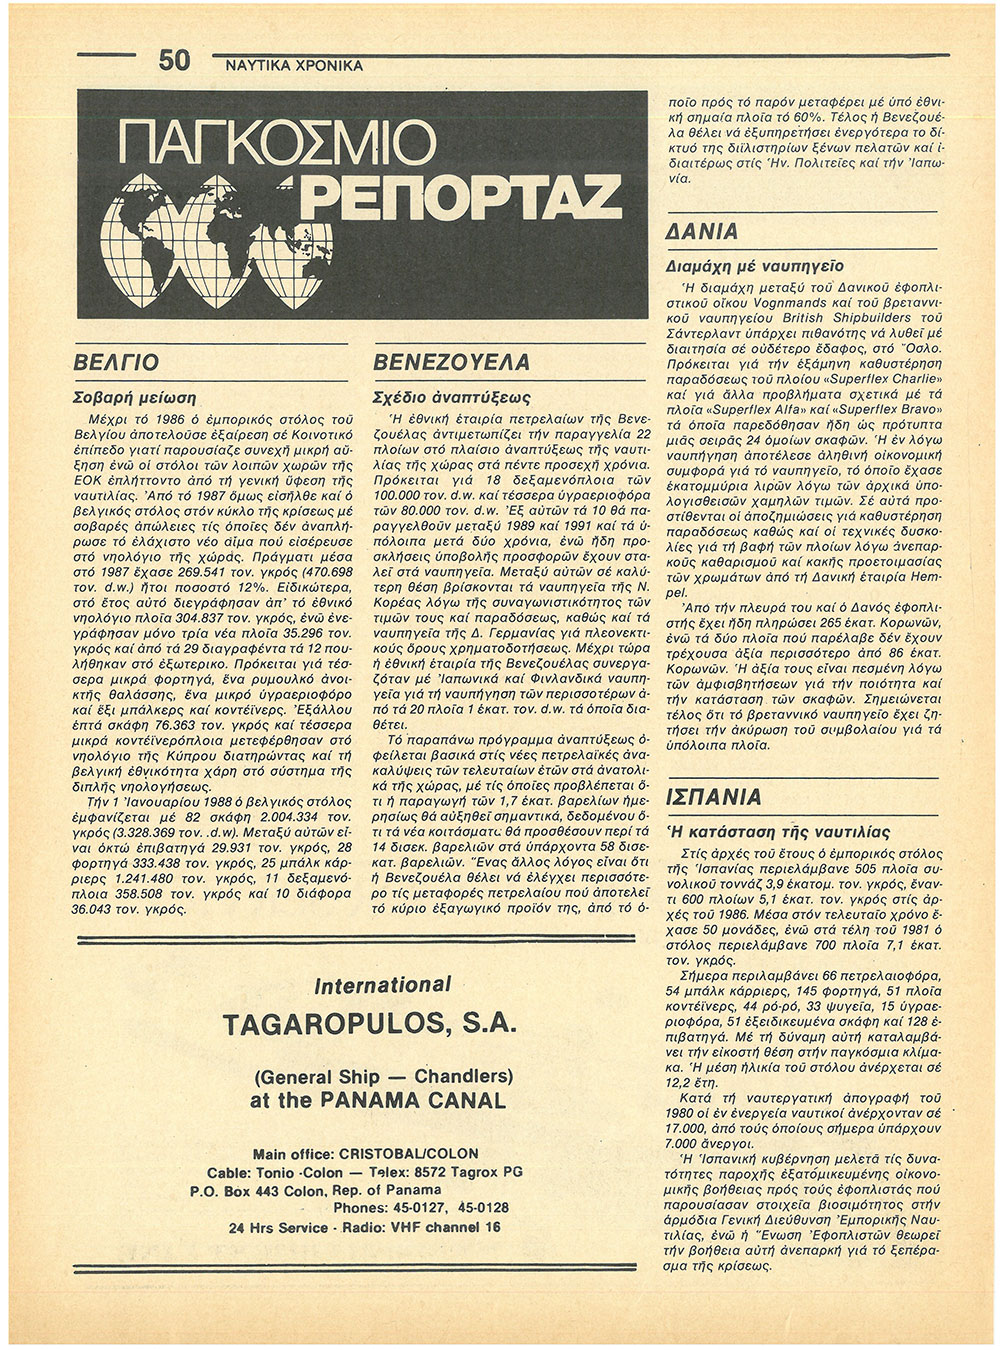 50
ΝΑΥΤΙΚΑ ΧΡΟΝΙΚΑ
ΠΑΓΚΟΣΜΙΟ
ΡΕΠΟΡΤΑΖ
ΒΕΛΓΙΟ
Σοβαρή μείωση
Μέχρι τό 1986 ὁ ἐμπορικός στόλος τοῦ
Βελγίου ἀποτελοῦσε ἐξαίρεση σέ Κοινοτικό
ἐπίπεδο γιατί παρουσίαζε συνεχῆ μικρή αὔ-
ξηση ἐνῶ οἱ στόλοι τῶν λοιπῶν χωρῶν τῆς
ΕΟΚ ἐπλήττοντο ἀπό τή γενική ὕφεση τῆς
ναυτιλίας. Ἀπό τό 1987 ὅμως εἰσῆλθε καί ὁ
βελγικός στόλος στόν κύκλο τῆς κρίσεως μέ
σοβαρές ἀπώλειες τίς ὁποῖες δέν ἀναπλή-
ρωσε τό ἐλάχιστο νέο αἷμα πού εἰσέρευσε
στό νηολόγιο τῆς χώρας. Πράγματι μέσα
στό 1987 ἔχασε 269.541 τον. γκρός (470.698
τον. d.w.) ἤτοι ποσοστό 12%. Εἰδικώτερα,
στό ἔτος αὐτό διεγράφησαν ἀπ' τό ἐθνικό
νηολόγιο πλοῖα 304.837 τον. γκρός, ἐνῶ ἐνε-
γράφησαν μόνο τρία νέα πλοῖα 35.296 τον.
γκρός καί ἀπό τά 29 διαγραφέντα τά 12 που-
λήθηκαν στό ἐξωτερικο. Πρόκειται γιά τέσ-
σερα μικρά φορτηγά, ἕνα ρυμουλκό ἀνοι-
κτῆς θαλάσσης, ἕνα μικρό ὑγραεριοφόρο
καί ἕξι μπάλκερς καί κοντέϊνερς. Ἐξάλλου
ἑπτά σκάφη 76.363 τον. γκρός καί τέσσερα
μικρά κοντέϊνερόπλοια μετεφέρθησαν στό
νηολόγιο τῆς Κύπρου διατηρώντας καί τή
βελγική ἐθνικότητα χάρη στό σύστημα τῆς
διπλῆς νηολογήσεως.
Τήν 1 Ἰανουαρίου 1988 ὁ βελγικός στόλος
ἐμφανίζεται μέ 82 σκάφη 2.004.334 τον.
γκρός (3.328.369 τον. .d.w). Μεταξύ αὐτῶν εἶ-
ναι ὀκτώ ἐπιβατηγά 29.931 τον. γκρός, 28
φορτηγά 333.438 τον. γκρός, 25 μπάλκ κάρ-
ριερς 1.241.480 τον. γκρός, 11 δεξαμενό-
πλοια 358.508 τον. γκρός καί 10 διάφορα
36.043 τον. γκρός.
ΒΕΝΕΖΟΥΕΛΑ
Σχέδιο ἀναπτύξεως
Ἡ ἐθνική ἑταιρία πετρελαίων τῆς Βενε-
ζουέλας ἀντιμετωπίζει τήν παραγγελία 22
πλοίων στό πλαίσιο ἀναπτύξεως τῆς ναυτι-
λίας τῆς χώρας στά πέντε προσεχῆ χρόνια.
Πρόκειται γιά 18 δεξαμενόπλοια τῶν
100.000 τον. d.w. καί τέσσερα ὑγραεριοφόρα
τῶν 80.000 τον. d.w. Ἐξ αὐτῶν τά 10 θά πα-
ραγγελθοῦν μεταξύ 1989 καί 1991 καί τά ὑ-
πόλοιπα μετά δύο χρόνια, ἐνῶ ἤδη προ-
σκλήσεις ὑποβολῆς προσφορῶν ἔχουν στα-
λεῖ στά ναυπηγεῖα. Μεταξύ αὐτῶν σέ καλύ-
τερη θέση βρίσκονται τά ναυπηγεῖα τῆς Ν.
Κορέας λόγω τῆς συναγωνιστικότητος τῶν
τιμῶν τους καί παραδόσεως, καθώς καί τά
ναυπηγεῖα τῆς Δ. Γερμανίας γιά πλεονεκτι-
κούς ὅρους χρηματοδοτήσεως. Μέχρι τώρα
ἡ ἐθνική ἑταιρία τῆς Βενεζουέλας συνεργα-
ζόταν μέ Ἰαπωνικά καί Φινλανδικά ναυπη-
γεῖα γιά τή ναυπήγηση τῶν περισσοτέρων ἀ-
πό τά 20 πλοῖα 1 ἑκατ. τον. d.w. τά ὁποῖα δια-
θέτει.
Τό παραπάνω πρόγραμμα ἀναπτύξεως ὀ-
φείλεται βασικά στίς νέες πετρελαϊκές ἀνα-
καλύψεις τῶν τελευταίων ἐτῶν στά ἀνατολι-
κά τῆς χώρας, μέ τίς ὁποῖες προβλέπεται ὅ-
τι ἡ παραγωγή τῶν 1,7 ἑκατ. βαρελίων ἡμε-
ρησίως θά αὐξηθεῖ σημαντικά, δεδομένου ὅ-
τι τά νέα κοιτάσματα θά προσθέσουν περί τά
14 δισεκ. βαρελιῶν στά ὑπάρχοντα 58 δισε-
κατ. βαρελιῶν. Ἕνας ἄλλος λόγος εἶναι ὅτι
ἡ Βενεζουέλα θέλει νά ἐλέγχει περισσότε-
ρο τίς μεταφορές πετρελαίου πού ἀποτελεῖ
τό κύριο ἐξαγωγικό προϊόν της, ἀπό τό ὁ-
ποῖο πρός τό παρόν μεταφέρει μέ ὑπό ἐθνι-
κή σημαία πλοῖα τό 60%. Τέλος ἡ Βενεζουέ-
λα θέλει νά ἐξυπηρετήσει ἐνεργότερα το δί-
κτυό της διϋλιστηρίων ξένων πελατῶν καί ἰ-
διαιτέρως στίς Ἡν. Πολιτεῖες καί τήν Ἰαπω-
νία.
ΔΑΝΙΑ
Διαμάχη μέ ναυπηγεῖο
Ἡ διαμάχη μεταξύ τοῦ Δανικοῦ ἐφοπλι-
στικοῦ οἴκου Vognmands καί τοῦ βρεταννι-
κοῦ ναυπηγείου British Shipbuilders τοῦ
Σάντερλαντ ὑπάρχει πιθανότης νά λυθεῖ μέ
διαιτησία σέ οὐδέτερο ἔδαφος, στό Ὄσλο.
Πρόκειται γιά τήν ἑξάμηνη καθυστέρηση
παραδόσεως τοῦ πλοίου «Superflex Charlie»
καί γιά ἄλλα προβλήματα σχετικά μέ τά
πλοῖα «Superflex Alfa» καί «Superflex Bravo»
τά ὁποῖα παρεδόθησαν ἤδη ὡς πρότυπα
μιᾶς σειρᾶς 24 ὁμοίων σκαφῶν. Ἡ ἐν λόγω
ναυπήγηση ἀποτέλεσε ἀληθινή οἰκονομική
συμφορά γιά τό ναυπηγεῖο, τό ὁποῖο ἔχασε
ἑκατομμύρια λιρῶν λόγω τῶν ἀρχικά ὑπο-
λογισθεισῶν χαμηλῶν τιμῶν. Σέ αὐτά προ-
στίθενται οἱ ἀποζημιώσεις γιά καθυστέρηση
παραδόσεως καθώς καί οἱ τεχνικές δυσκο-
λίες γιά τή βαφή τῶν πλοίων λόγω ἀνεπαρ-
κοῦς καθαρισμοῦ καί κακῆς προετοιμασίας
τῶν χρωμάτων ἀπό τή Δανική ἑταιρία Hem-
pel.
Ἀπό τήν πλευρά του καί ὁ Δανός ἐφοπλι-
στής ἔχει ἤδη πληρώσει 265 ἑκατ. Κορωνῶν,
ἐνῶ τά δύο πλοῖα πού παρέλαβε δέν ἔχουν
τρέχουσα ἀξία περισσότερο ἀπό 86 ἑκατ.
Κορωνῶν. Ἡ ἀξία τους εἶναι πεσμένη λόγω
τῶν ἀμφισβητήσεων γιά τήν ποιότητα καί
τήν κατάσταση τῶν σκαφῶν. Σημειώνεται
τέλος ὅτι τό βρεταννικό ναυπηγεῖο ἔχει ζη-
τήσει τήν ἀκύρωση τοῦ συμβολαίου γιά τά
ὑπόλοιπα πλοῖα.
ΙΣΠΑΝΙΑ
Ἡ κατάσταση τῆς ναυτιλίας
Στίς ἀρχές τοῦ ἔτους ὁ ἐμπορικός στόλος
τῆς Ἱσπανίας περιελάμβανε 505 πλοῖα συ-
νολικοῦ τοννάζ 3,9 ἑκατομ. τον. γκρός, ἔναν-
τι 600 πλοίων 5,1 ἑκατ. τον. γκρός στίς ἀρ-
χές τοῦ 1986. Μέσα στόν τελευταῖο χρόνο ἔ-
χασε 50 μονάδες, ἐνῶ στά τέλη τοῦ 1981 ὁ
στόλος περιελάμβανε 700 πλοῖα 7,1 ἑκατ.
τον. γκρός.
Σήμερα περιλαμβάνει 66 πετρελαιοφόρα,
54 μπάλκ κάρριερς, 145 φορτηγά, 51 πλοῖα
κοντέϊνερς, 44 ρό-ρό, 33 ψυγεῖα, 15 ὑγραε-
ριοφόρα, 51 ἐξειδικευμένα σκάφη καί 128 ἐ-
πιβατηγά. Μέ τή δύναμη αὐτή καταλαμβά-
νει τήν εἰκοστή θέση στήν παγκόσμια κλίμα-
κα. Ἡ μέση ἡλικία τοῦ στόλου ἀνέρχεται σέ
12,2 ἔτη.
Κατά τή ναυτεργατική ἀπογραφή τοῦ
1980 οἱ ἐν ἐνεργεία ναυτικοί ἀνέρχονταν σέ
17.000, ἀπό τούς ὁποίους σήμερα ὑπάρχουν
7.000 ἄνεργοι.
Ἡ Ἱσπανική κυβέρνηση μελετᾶ τίς δυνα-
τότητες παροχῆς ἐξατομικευμένης οἰκονο-
μικῆς βοήθειας πρός τούς ἐφοπλιστάς πού
παρουσίασαν στοιχεῖα βιοσιμότητος στήν
ἁρμόδια Γενική Διεύθυνση Ἐμπορικῆς Ναυ-
τιλίας, ἐνῶ ἡ Ἕνωση Ἐφοπλιστῶν θεωρεῖ
τήν βοήθεια αὐτή ἀνεπαρκή γιά τό ξεπέρα-
σμα τῆς κρίσεως.
International
TAGAROPULOS, S.A.
(General Ship — Chandlers)
at the PANAMA CANAL
Main office: CRISTOBAL/COLON
Cable: Tonio -Colon — Telex: 8572 Tagrox PG
P.O. Box 443 Colon, Rep. of Panama
Phones: 45-0127, 45-0128
24 Hrs Service - Radio: VHF channel 16